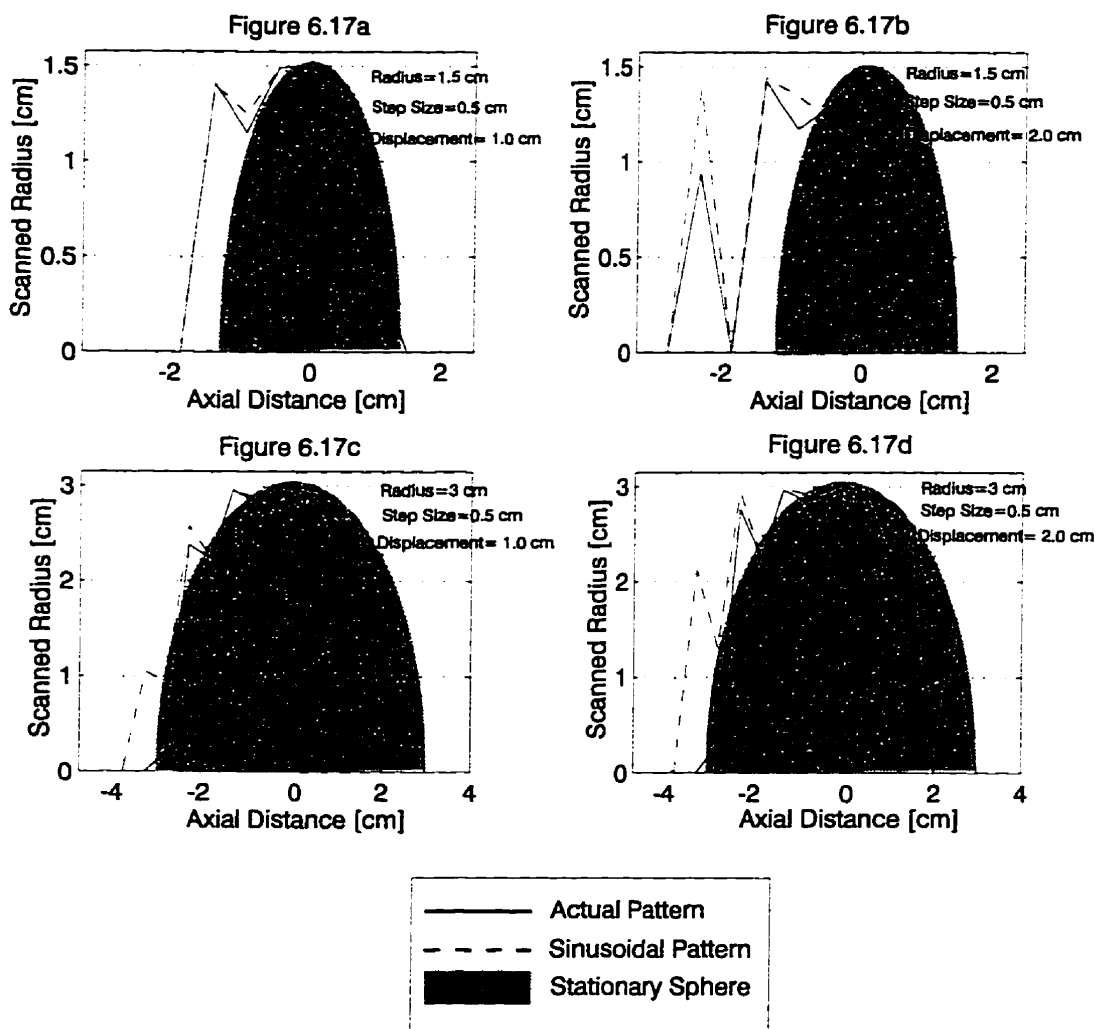 Figure 6.17a
1.5
1
0.5
0
Scanned Radius [cm]
Radius=1.5 cm
Step Size=0.5 cm
Displacement= 1.0 cm
-2
0
2
Axial Distance [cm]
Figure 6.17b
1.5
1
0.5
0
Scanned Radius [cm]
Radius=1.5 cm
Step Size=0.5 cm
placement= 2.0 cm
-2
0
2
Axial Distance [cm]
Figure 6.17c
3
2
1
0
Scanned Radius [cm]
Radius=3 cm
Step Size=0.5 cm
Displacement= 1.0 cm
-4
-2
0
2
4
Axial Distance [cm]
Figure 6.17d
3
2
1
0
Scanned Radius [cm]
Radius=3 cm
Step Size=0.5 cm
Displacement= 2.0 cm
-4
-2
0
2
4
Axial Distance [cm]
Actual Pattern
Sinusoidal Pattern
Stationary Sphere